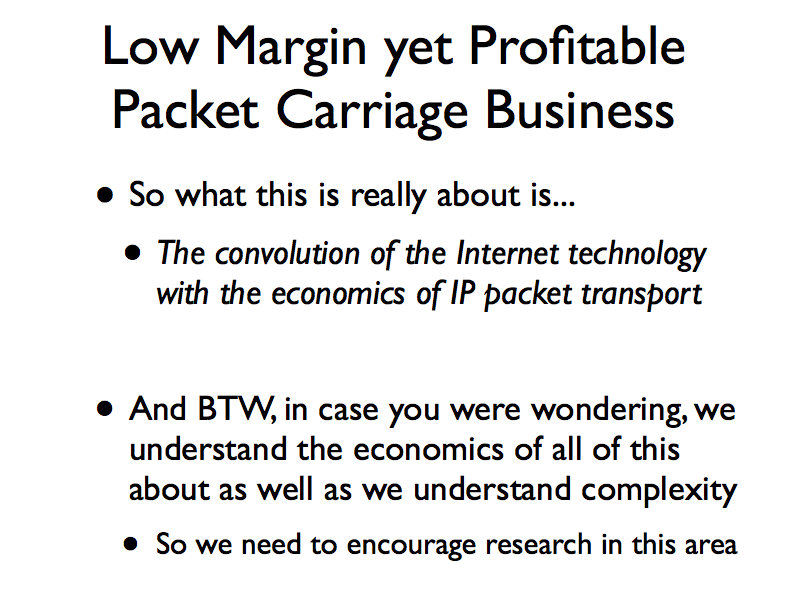 Low Margin yet Profitable
Packet Carriage Business
• So what this is really about is...
• The convolution of the Internet technology
with the economics of IP packet transport
• And BTW, in case you were wondering, we
understand the economics of all of this
about as well as we understand complexity
• So we need to encourage research in this area